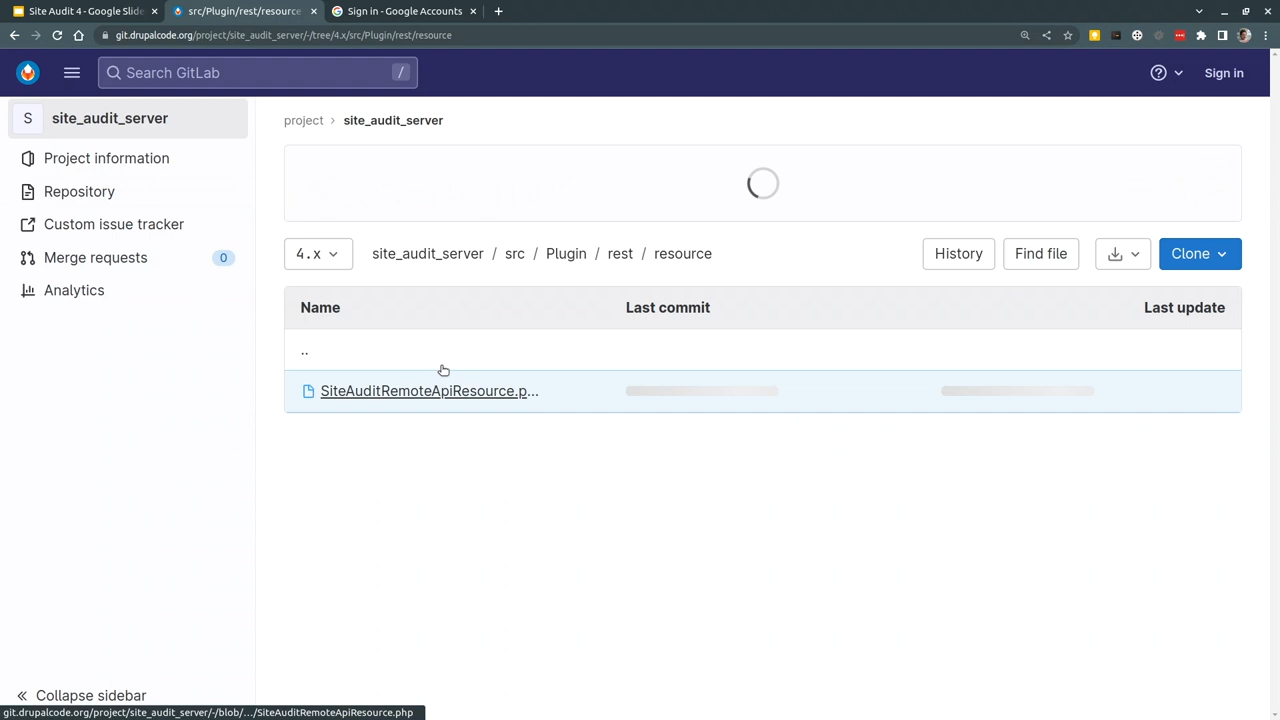 Site Audit 4 - Google Slide
src/Plugin/rest/resource
Sign in - Google Accounts
git.drupalcode.org/project/site_audit_server/-/tree/4.x/src/Plugin/rest/resource
Search GitLab
/
Sign in
S
site_audit_server
Project information
Repository
Custom issue tracker
Merge requests
0
Analytics
project
site_audit_server
4.x
site_audit_server / src / Plugin / rest / resource
History
Find file
Clone
Name
Last commit
Last update
..
SiteAuditRemoteApiResource.p...
Collapse sidebar
git.drupalcode.org/project/site_audit_server/-/blob/.../SiteAuditRemoteApiResource.php